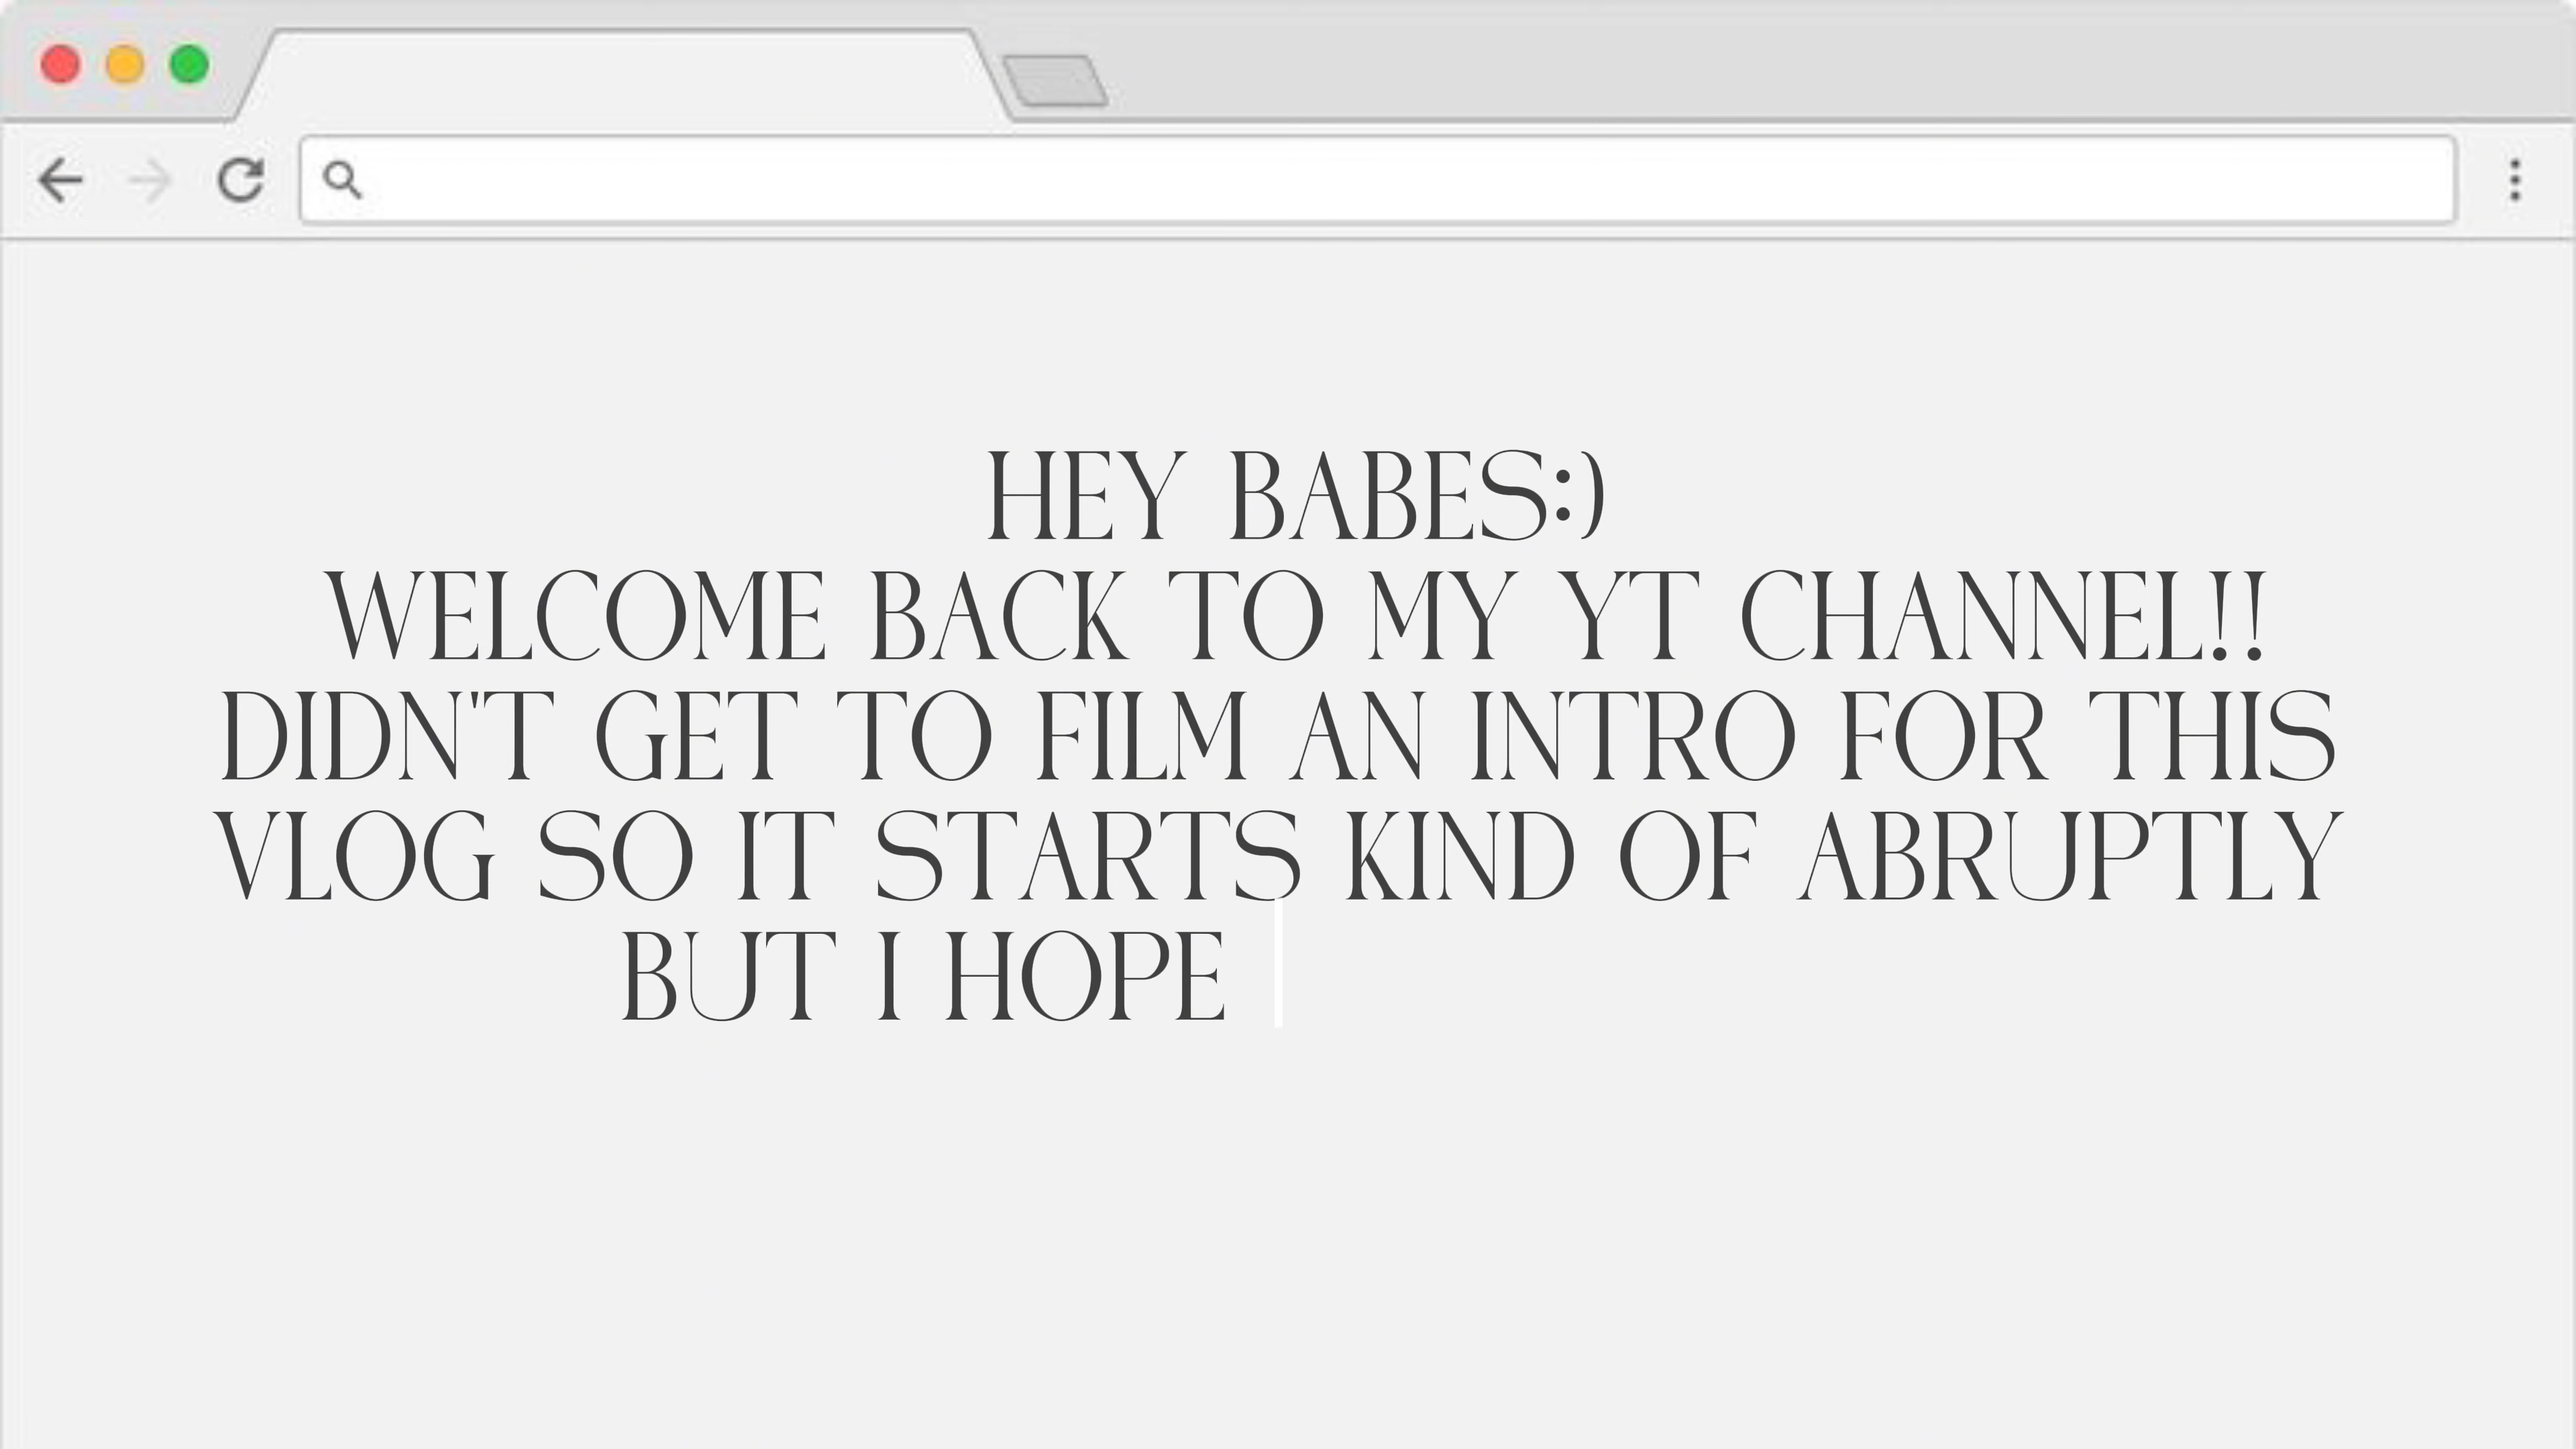 HEY BABES:)
WELCOME BACK TO MY YT CHANNEL!!
DIDN'T GET TO FILM AN INTRO FOR THIS
VLOG SO IT STARTS KIND OF ABRUPTLY
BUT I HOPE